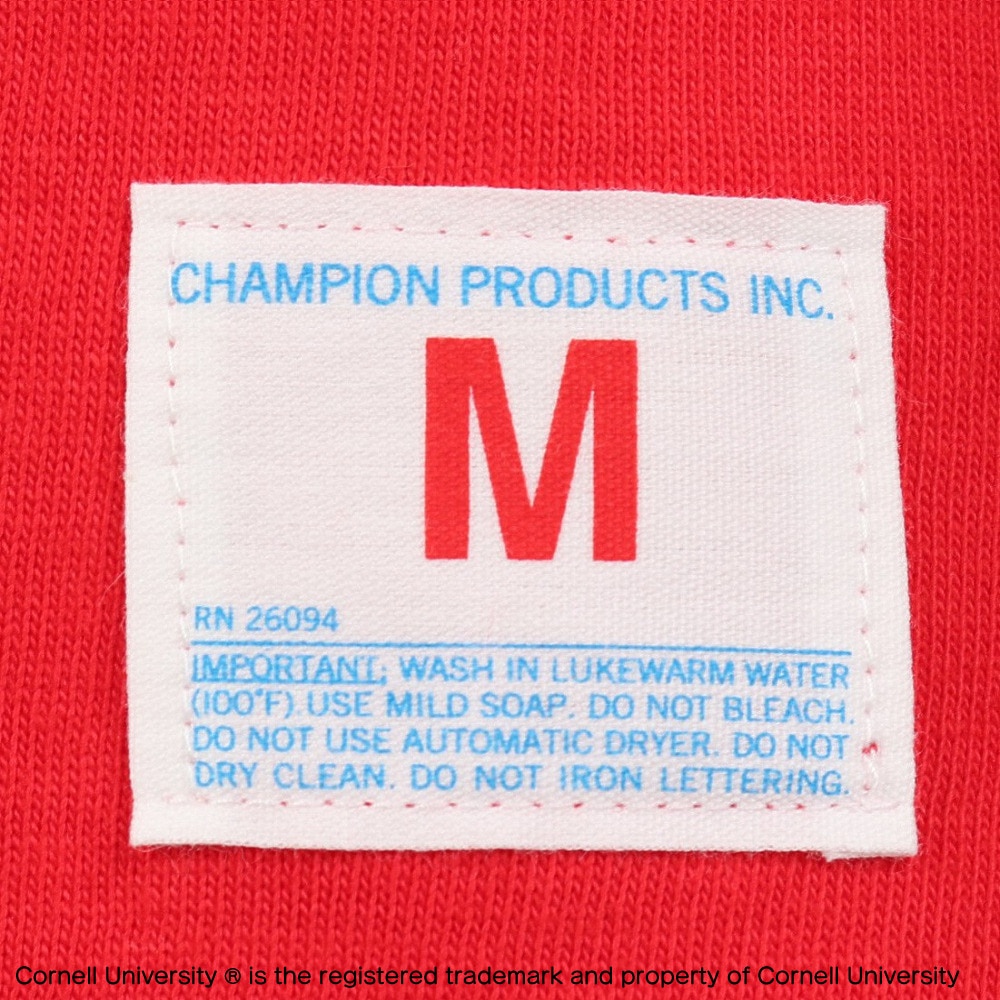 CHAMPION PRODUCTS INC.
M
RN 26094
IMPORTANT; WASH IN LUKEWARM WATER
(100°F) USE MILD SOAP. DO NOT BLEACH.
DO NOT USE AUTOMATIC DRYER. DO NOT
DRY CLEAN. DO NOT IRON LETTERING.
Cornell University ® is the registered trademark and property of Cornell University